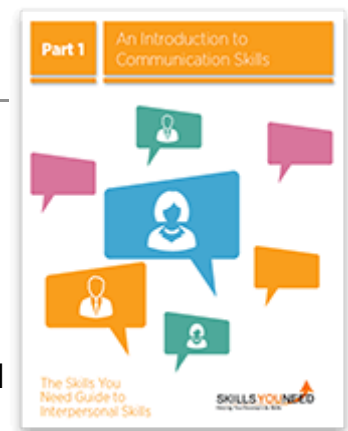 Part 1
An Introduction to
Communication Skills
The Skills You
Need Guide to
Interpersonal Skills
SKILLS YOU NEED